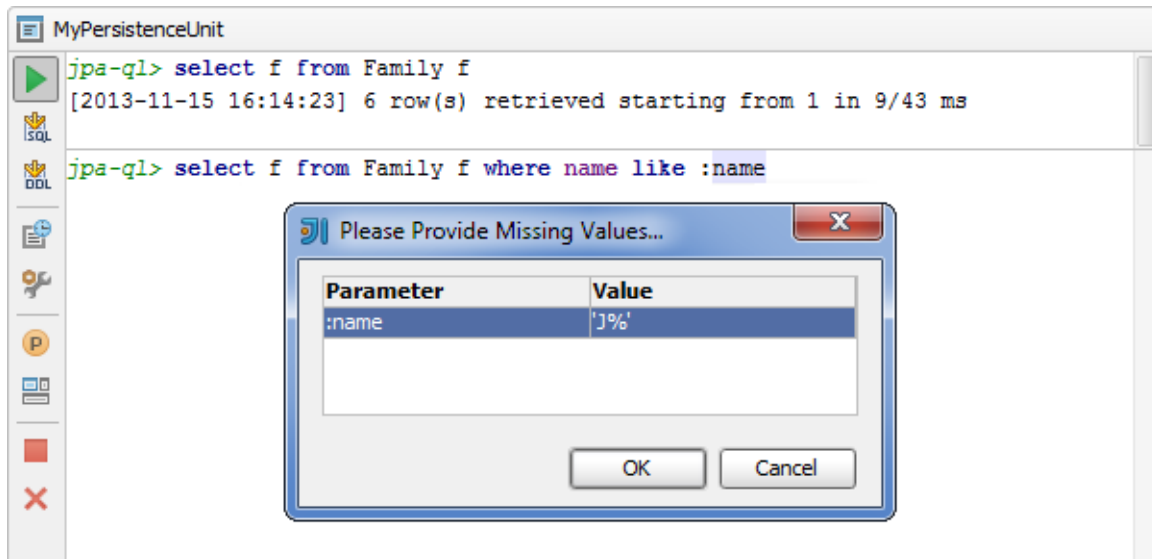 MyPersistenceUnit
jpa-ql> select f from Family f
[2013-11-15 16:14:23] 6 row(s) retrieved starting from 1 in 9/43 ms
SQL
jpa-ql> select f from Family f where name like :name
DDL
Please Provide Missing Values...
Parameter Value
:name 'J%'
P
OK Cancel